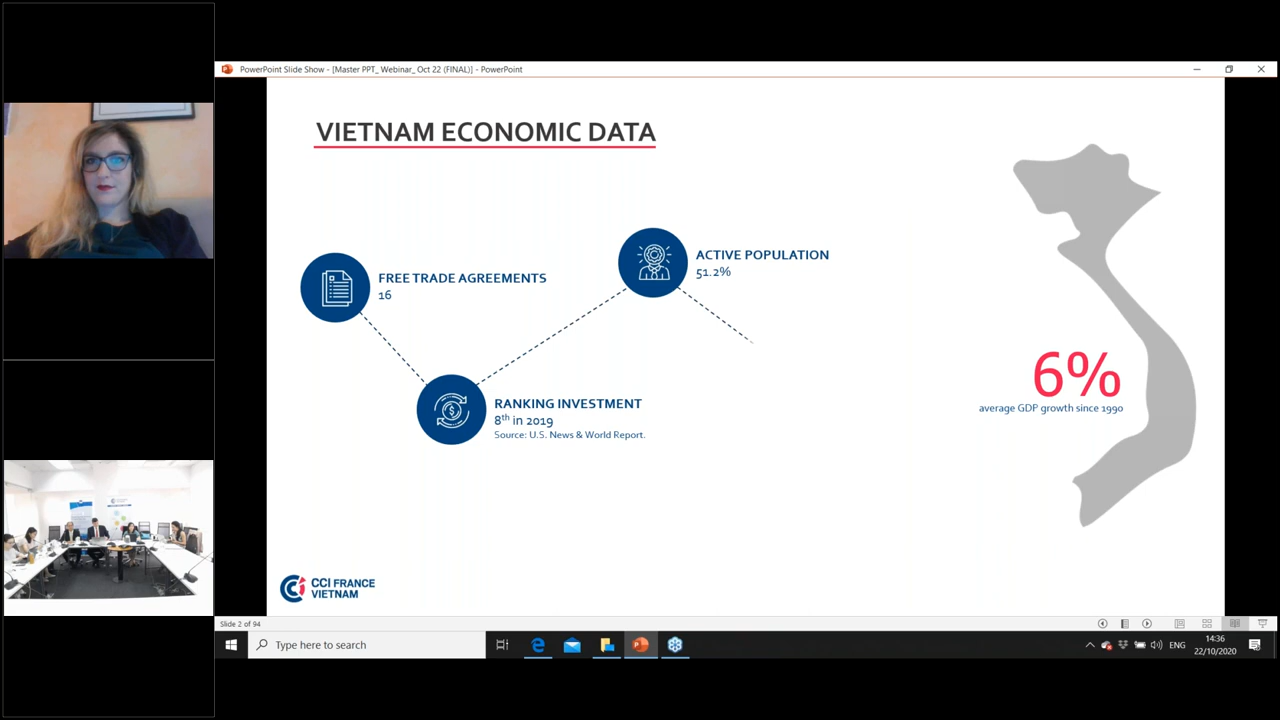 PowerPoint Slide Show - [Master PPT_ Webinar_ Oct 22 (FINAL)] - PowerPoint
VIETNAM ECONOMIC DATA
ACTIVE POPULATION
51.2%
FREE TRADE AGREEMENTS
16
6%
average GDP growth since 1990
RANKING INVESTMENT
8th in 2019
Source: U.S. News & World Report.
CCI FRANCE
VIETNAM
Slide 2 of 94
Type here to search
ENG
14:36
22/10/2020